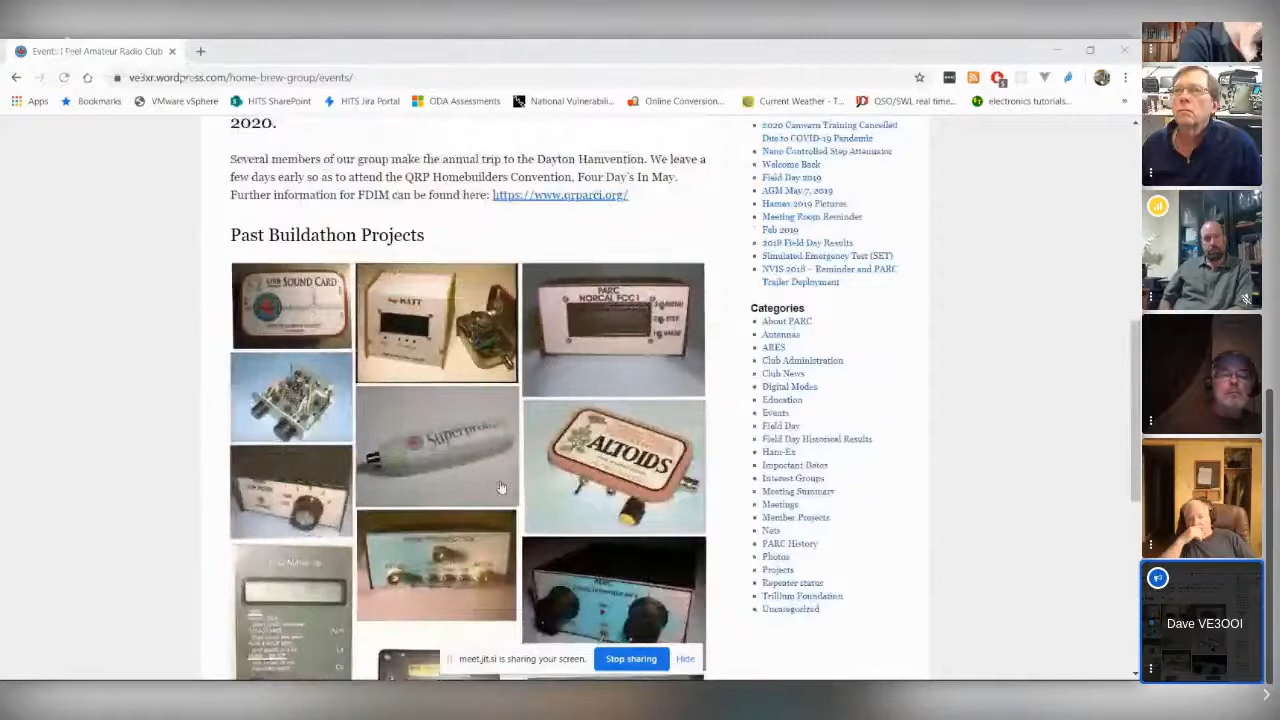 Events | Peel Amateur Radio Club
ve3xr.wordpress.com/home-brew-group/events/
Apps Bookmarks VMware vSphere HITS SharePoint HITS Jira Portal ODA Assessments National Vulnerabili... Online Conversion... Current Weather - T... QSO/SWL real time... electronics tutorials... »
2020.
Several members of our group make the annual trip to the Dayton Hamvention. We leave a
few days early so as to attend the QRP Homebuilders Convention, Four Day's In May.
Further information for FDIM can be found here: https://www.qrparci.org/
Past Buildathon Projects
USB SOUND CARD
WATT
PARC
NORCAL FCC 1
Superprobe
ALTOIDS
2020 Canwarn Training Cancelled
Due to COVID-19 Pandemic
Nano Controlled Step Attenuator
Welcome Back
Field Day 2019
AGM May 7, 2019
Hamex 2019 Pictures
Meeting Room Reminder
Feb 2019
2018 Field Day Results
Simulated Emergency Test (SET)
NVIS 2018 – Reminder and PARC
Trailer Deployment
Categories
About PARC
Antennas
ARES
Club Administration
Club News
Digital Modes
Education
Events
Field Day
Field Day Historical Results
Ham-Ex
Important Dates
Interest Groups
Meeting Summary
Meetings
Member Projects
Nets
PARC History
Photos
Projects
Repeater status
Trillium Foundation
Uncategorized
meet.jit.si is sharing your screen. Stop sharing Hide
Dave VE3OOI